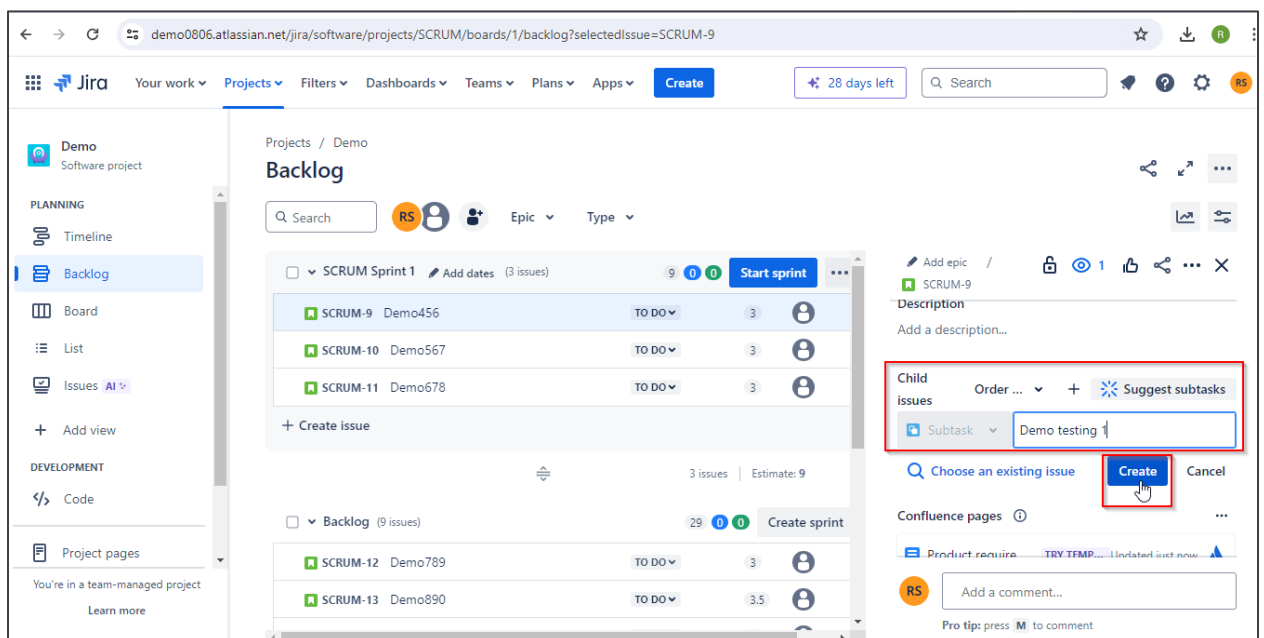 demo0806.atlassian.net/jira/software/projects/SCRUM/boards/1/backlog?selectedIssue=SCRUM-9 R
Jira Your work Projects Filters Dashboards Teams Plans Apps Create 28 days left Search RS
Demo
Software project
PLANNING
Timeline
Backlog
Board
List
Issues AI
Add view
DEVELOPMENT
Code
Project pages
You're in a team-managed project
Learn more
Projects / Demo
Backlog
Search RS Epic Type
SCRUM Sprint 1 Add dates (3 issues) 9 0 0 Start sprint
SCRUM-9 Demo456 TO DO 3
SCRUM-10 Demo567 TO DO 3
SCRUM-11 Demo678 TO DO 3
+ Create issue
3 issues Estimate: 9
Backlog (9 issues) 29 0 0 Create sprint
SCRUM-12 Demo789 TO DO 3
SCRUM-13 Demo890 TO DO 3.5
Add epic / 1
SCRUM-9
Description
Add a description...
Child issues Order ... + Suggest subtasks
Subtask Demo testing 1
Choose an existing issue Create Cancel
Confluence pages
Product require TRY TEMP... Updated just now
RS Add a comment...
Pro tip: press M to comment